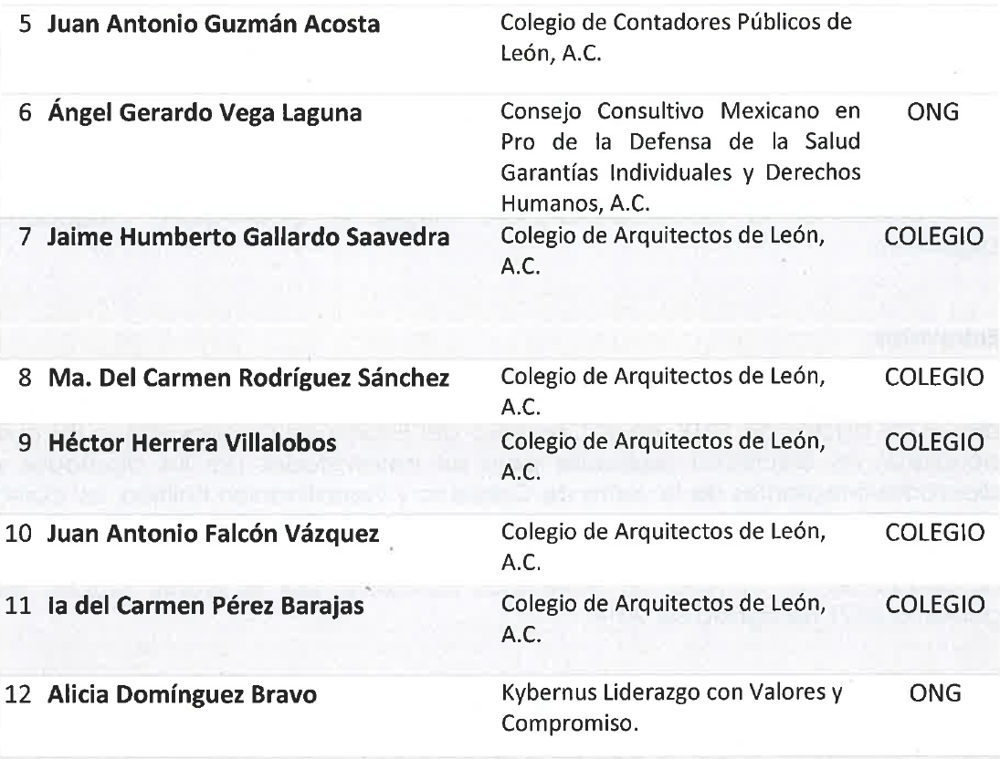 5 Juan Antonio Guzmán Acosta Colegio de Contadores Públicos de
León, A.C.
6 Ángel Gerardo Vega Laguna Consejo Consultivo Mexicano en ONG
Pro de la Defensa de la Salud
Garantías Individuales y Derechos
Humanos, A.C.
7 Jaime Humberto Gallardo Saavedra Colegio de Arquitectos de León, COLEGIO
A.C.
8 Ma. Del Carmen Rodríguez Sánchez Colegio de Arquitectos de León, COLEGIO
A.C.
9 Héctor Herrera Villalobos Colegio de Arquitectos de León, COLEGIO
A.C.
10 Juan Antonio Falcón Vázquez Colegio de Arquitectos de León, COLEGIO
A.C.
11 Ia del Carmen Pérez Barajas Colegio de Arquitectos de León, COLEGIO
A.C.
12 Alicia Domínguez Bravo Kybernus Liderazgo con Valores y ONG
Compromiso.